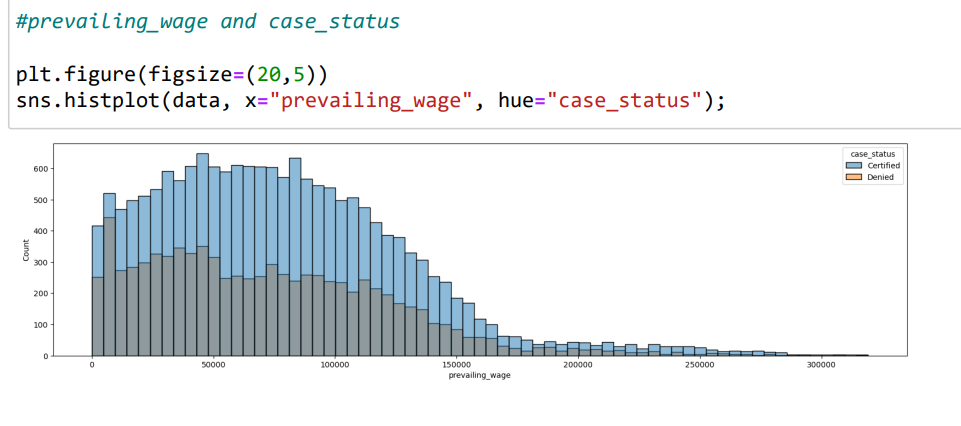 #prevailing_wage and case_status
plt.figure(figsize=(20,5))
sns.histplot(data, x="prevailing_wage", hue="case_status");
case_status
Certified
Denied
600
500
400
300
200
100
0
Count
0 50000 100000 150000 200000 250000 300000
prevailing_wage